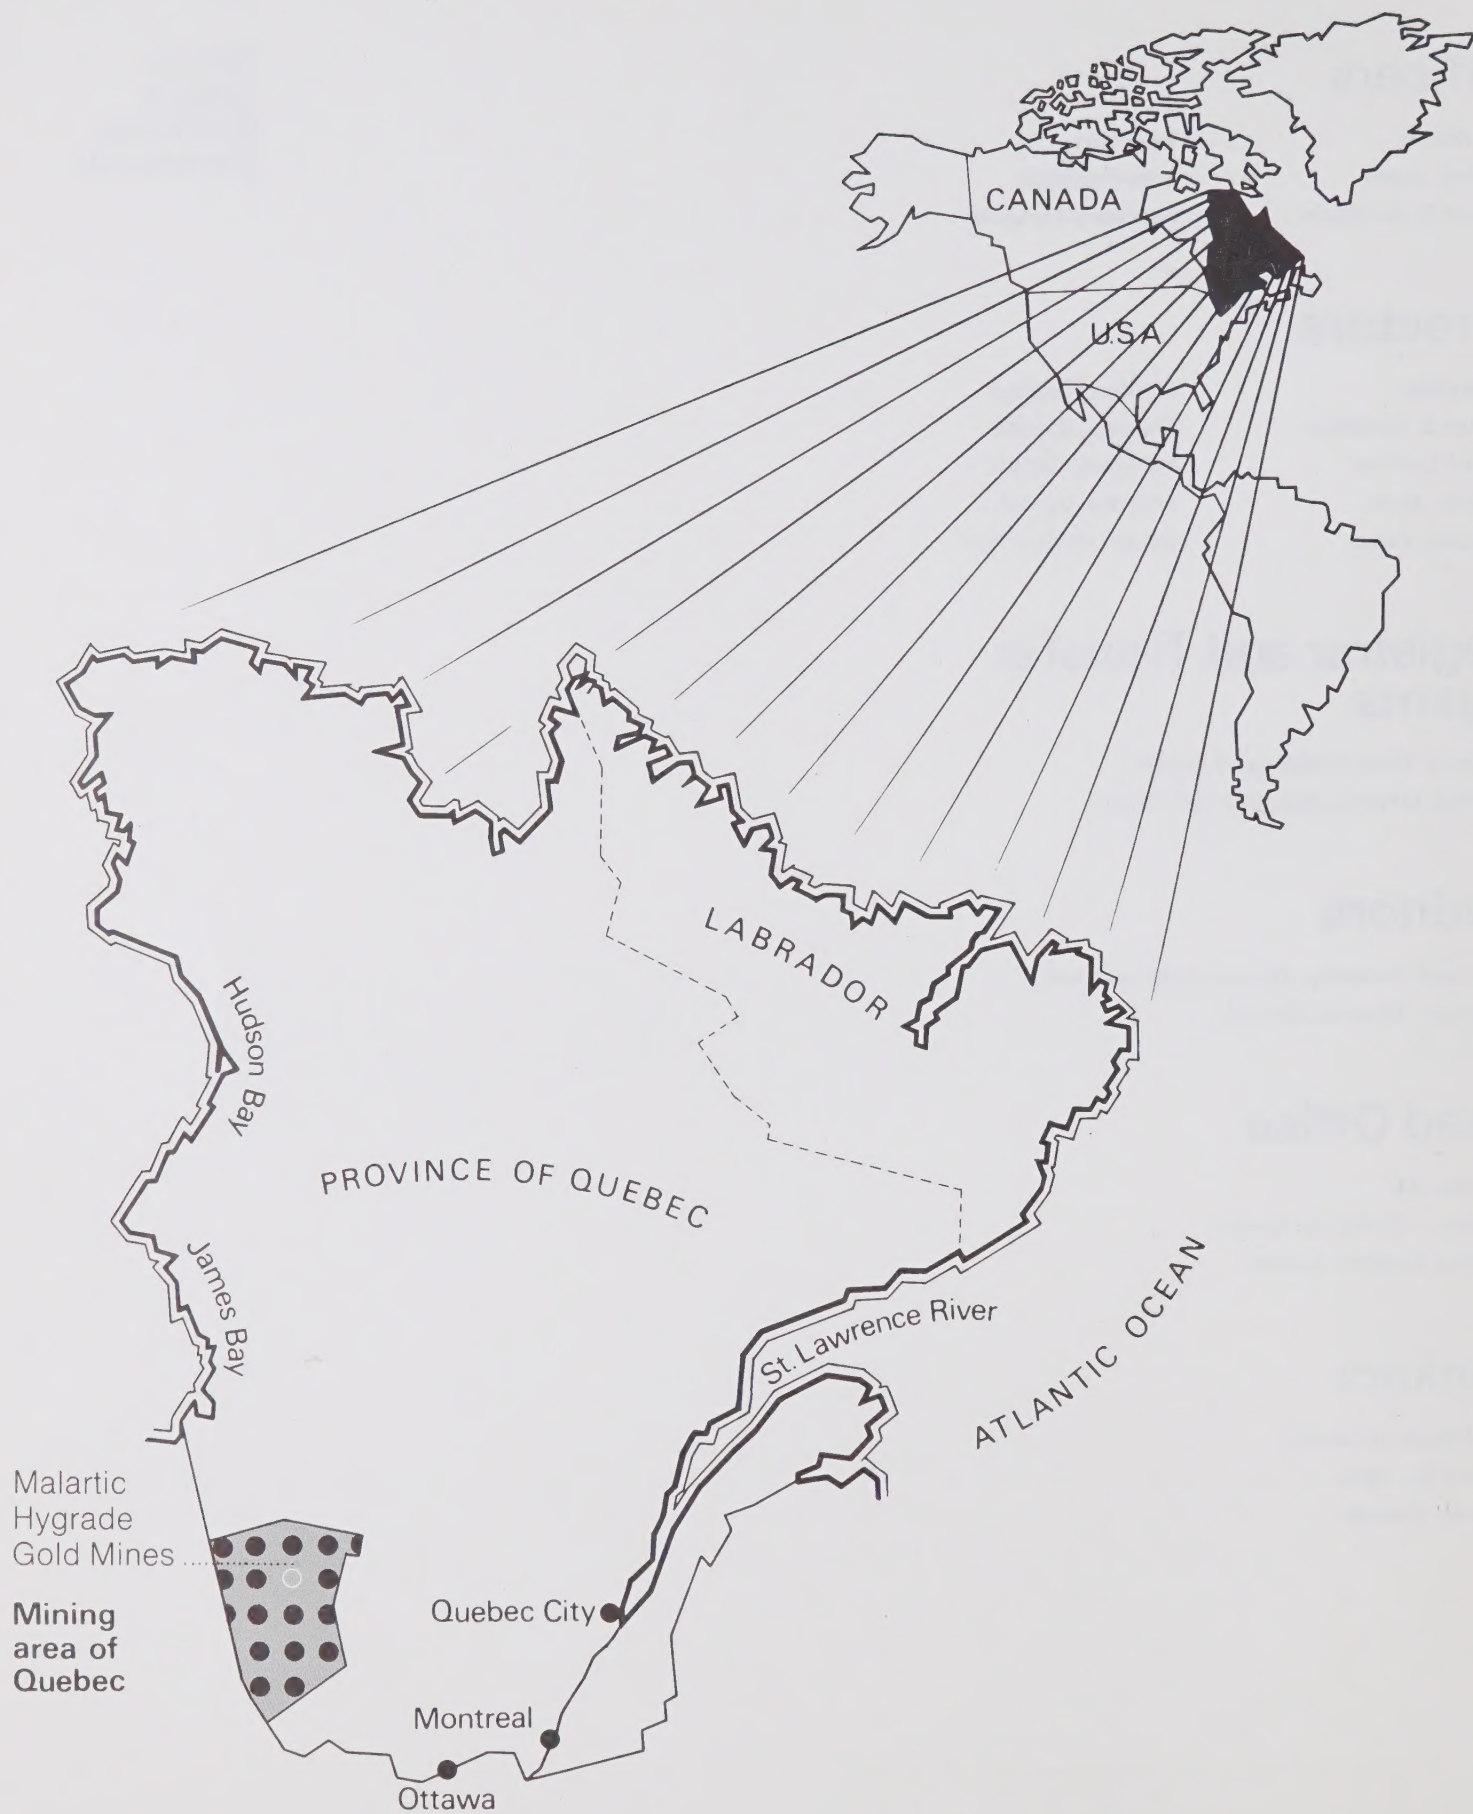 CANADA
U.S.A
LABRADOR
Hudson Bay
PROVINCE OF QUEBEC
James Bay
St. Lawrence River
ATLANTIC OCEAN
Malartic
Hygrade
Gold Mines
Mining
area of
Quebec
Quebec City
Montreal
Ottawa